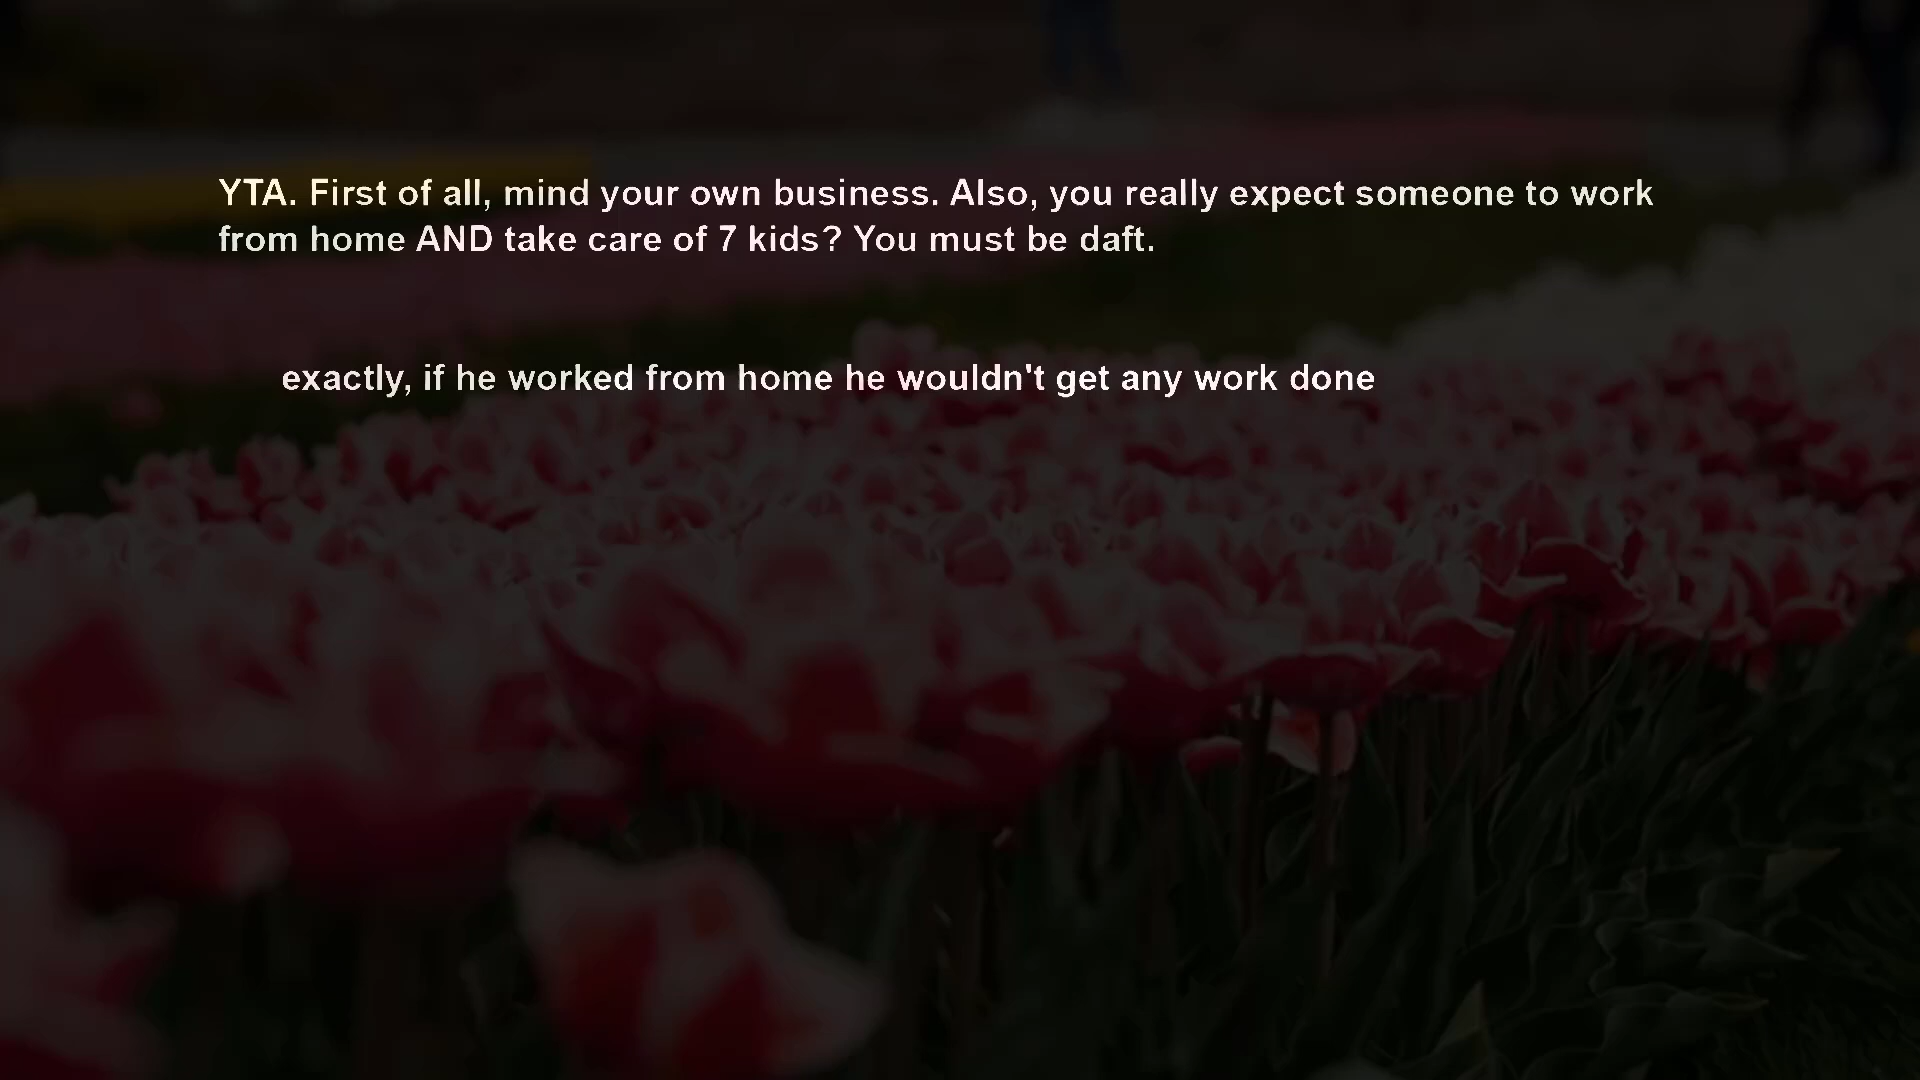 YTA. First of all, mind your own business. Also, you really expect someone to work
from home AND take care of 7 kids? You must be daft.
exactly, if he worked from home he wouldn't get any work done